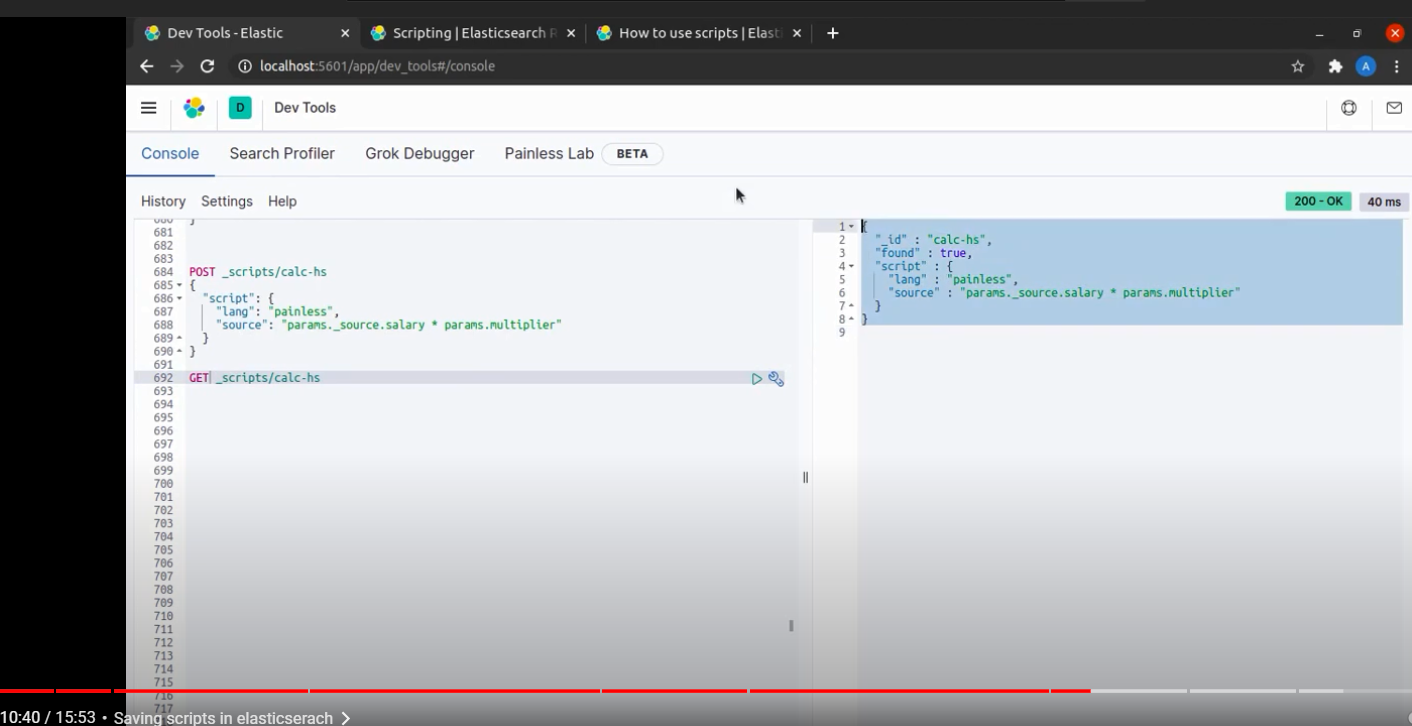 Dev Tools - Elastic
Scripting | Elasticsearch R
How to use scripts | Elasti
localhost:5601/app/dev_tools#/console
A
D
Dev Tools
Console
Search Profiler
Grok Debugger
Painless Lab
BETA
History
Settings
Help
200 - OK
40 ms
680 }
681
682
683
684 POST _scripts/calc-hs
685 {
686 "script": {
687 "lang": "painless",
688 "source": "params._source.salary * params.multiplier"
689 }
690 }
691
692 GET _scripts/calc-hs
693
694
695
696
697
698
699
700
701
702
703
704
705
706
707
708
709
710
711
712
713
714
715
716
717
1 {
2 "_id" : "calc-hs",
3 "found" : true,
4 "script" : {
5 "lang" : "painless",
6 "source" : "params._source.salary * params.multiplier"
7 }
8 }
9
10:40 / 15:53 • Saving scripts in elasticserach